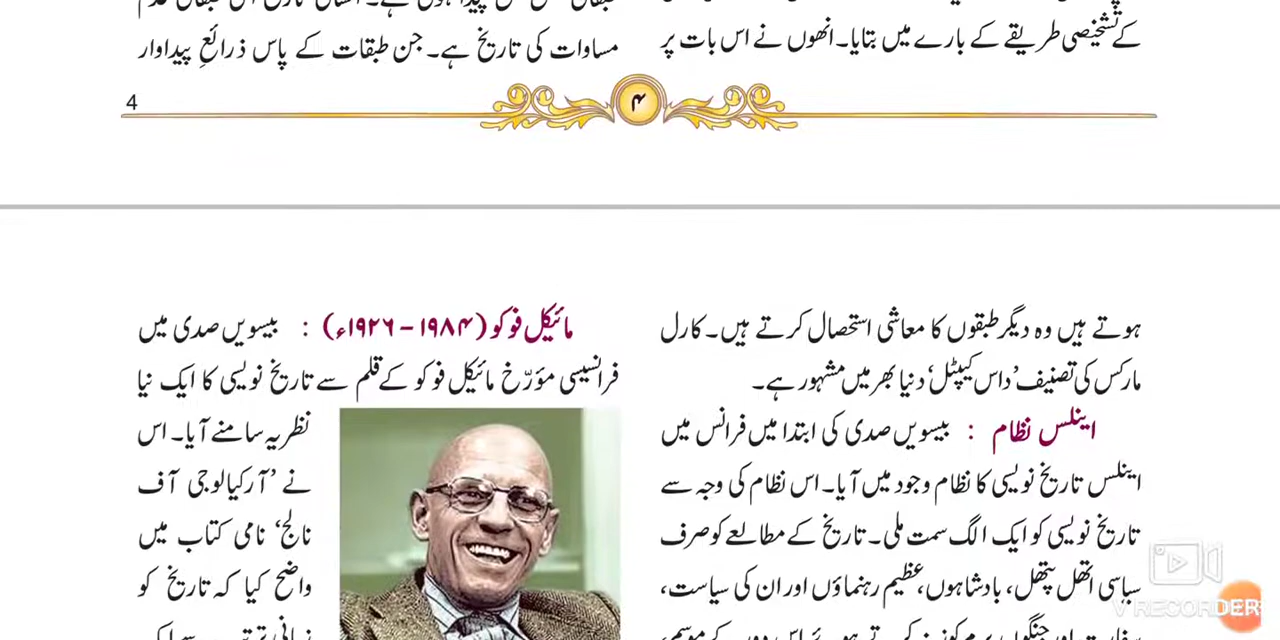 کے تشخیصی طریقے کے بارے میں بتایا۔ انھوں نے اس بات پر
مساوات کی تاریخ ہے۔ جن طبقات کے پاس ذرائعِ پیداوار
4
۴
ہوتے ہیں وہ دیگر طبقوں کا معاشی استحصال کرتے ہیں۔ کارل
مارکس کی تصنیف ’داس کیپٹل‘ دنیا بھر میں مشہور ہے۔
اینلس نظام : بیسویں صدی کی ابتدا میں فرانس میں
اینلس تاریخ نویسی کا نظام وجود میں آیا۔ اس نظام کی وجہ سے
تاریخ نویسی کو ایک الگ سمت ملی۔ تاریخ کے مطالعے کو صرف
سیاسی اتھل پتھل، بادشاہوں، عظیم رہنماؤں اور ان کی سیاست،
مائیکل فوکو (۱۹۸۴ – ۱۹۲۶ء) : بیسویں صدی میں
فرانسیسی مؤرّخ مائیکل فوکو کے قلم سے تاریخ نویسی کا ایک نیا
نظریہ سامنے آیا۔ اس
نے ’آرکیالوجی آف
نالج‘ نامی کتاب میں
واضح کیا کہ تاریخ کو
V RECORDER